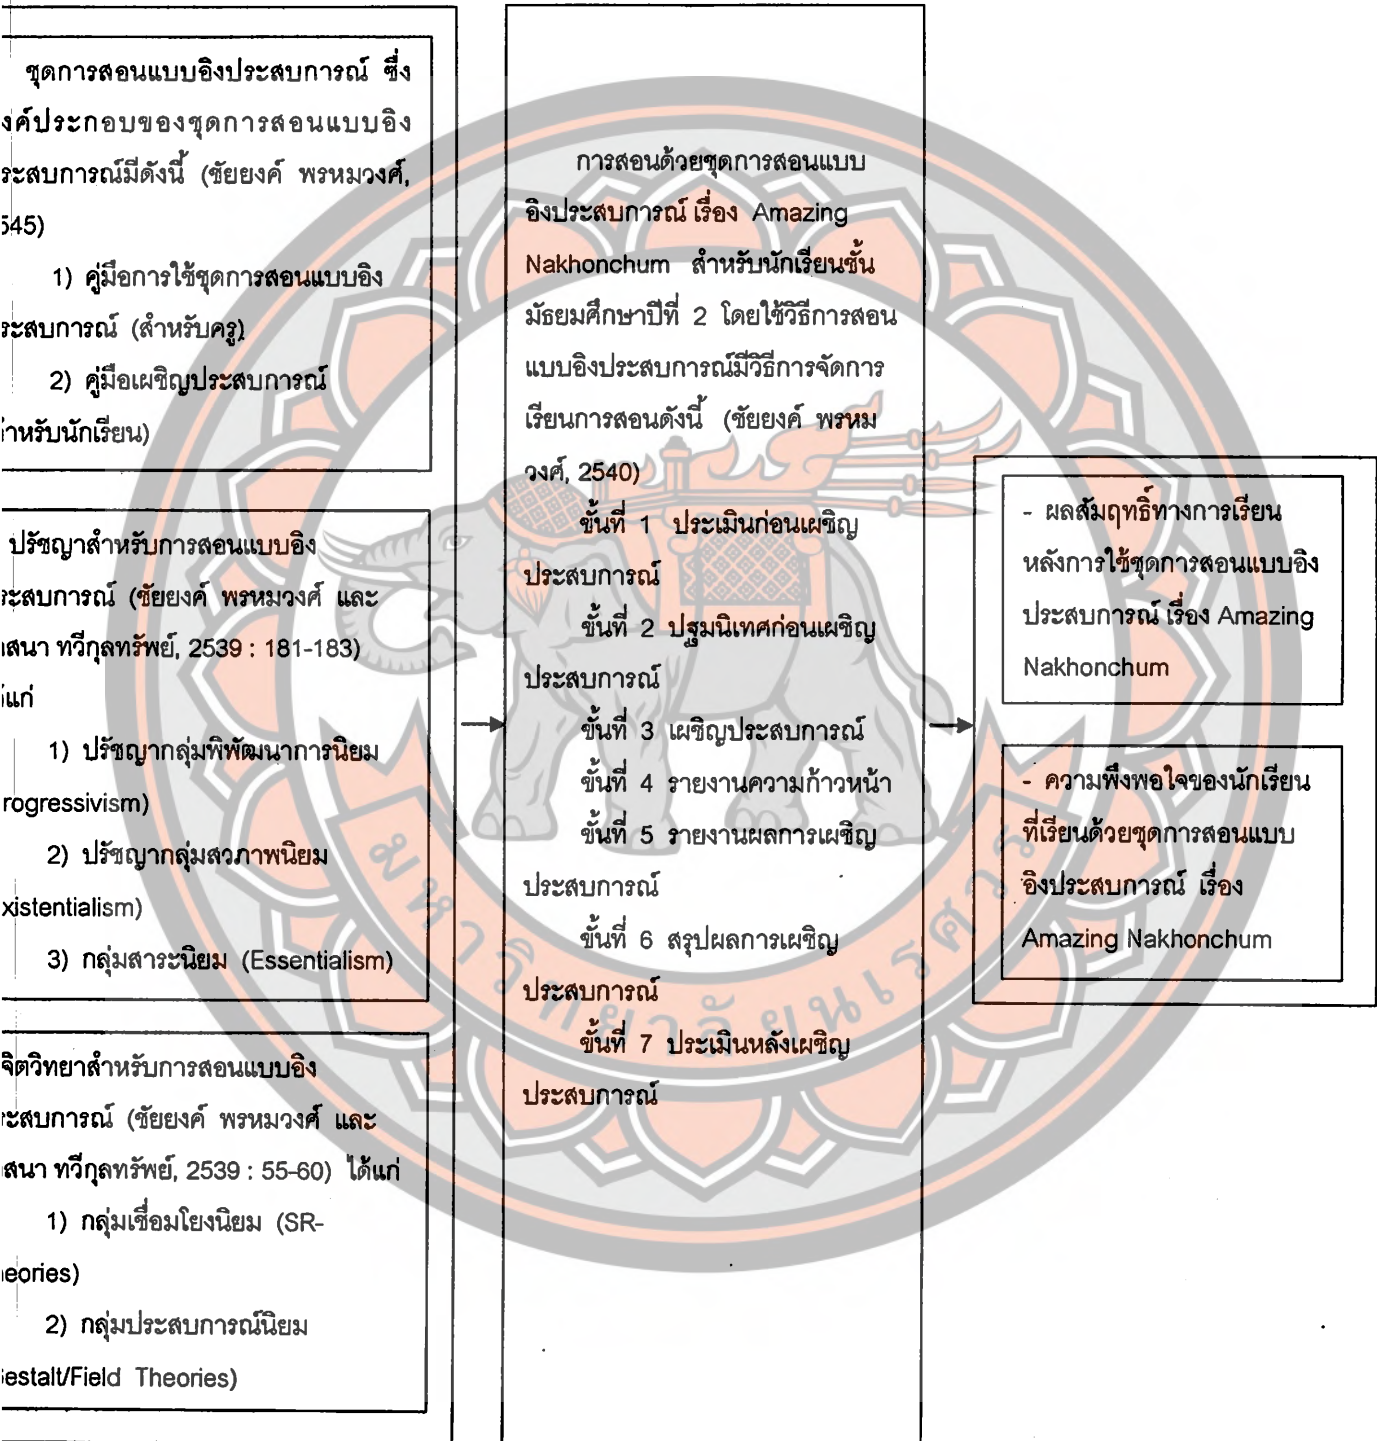 ชุดการสอนแบบอิงประสบการณ์ ซึ่ง
งค์ประกอบของชุดการสอนแบบอิง
ระสบการณ์มีดังนี้ (ชัยยงค์ พรหมวงศ์,
545)
1) คู่มือการใช้ชุดการสอนแบบอิง
ระสบการณ์ (สำหรับครู)
2) คู่มือเผชิญประสบการณ์
ำหรับนักเรียน)
ปรัชญาสำหรับการสอนแบบอิง
ระสบการณ์ (ชัยยงค์ พรหมวงศ์ และ
สนา ทวีกุลทรัพย์, 2539 : 181-183)
ด้แก่
1) ปรัชญากลุ่มพิพัฒนาการนิยม
rogressivism)
2) ปรัชญากลุ่มสวภาพนิยม
xistentialism)
3) กลุ่มสาระนิยม (Essentialism)
จิตวิทยาสำหรับการสอนแบบอิง
ระสบการณ์ (ชัยยงค์ พรหมวงศ์ และ
สนา ทวีกุลทรัพย์, 2539 : 55-60) ได้แก่
1) กลุ่มเชื่อมโยงนิยม (SR-
eories)
2) กลุ่มประสบการณ์นิยม
estalt/Field Theories)
การสอนด้วยชุดการสอนแบบ
อิงประสบการณ์ เรื่อง Amazing
Nakhonchum สำหรับนักเรียนชั้น
มัธยมศึกษาปีที่ 2 โดยใช้วิธีการสอน
แบบอิงประสบการณ์มีวิธีการจัดการ
เรียนการสอนดังนี้ (ชัยยงค์ พรหม
วงศ์, 2540)
ขั้นที่ 1 ประเมินก่อนเผชิญ
ประสบการณ์
ขั้นที่ 2 ปฐมนิเทศก่อนเผชิญ
ประสบการณ์
ขั้นที่ 3 เผชิญประสบการณ์
ขั้นที่ 4 รายงานความก้าวหน้า
ขั้นที่ 5 รายงานผลการเผชิญ
ประสบการณ์
ขั้นที่ 6 สรุปผลการเผชิญ
ประสบการณ์
ขั้นที่ 7 ประเมินหลังเผชิญ
ประสบการณ์
- ผลสัมฤทธิ์ทางการเรียน
หลังการใช้ชุดการสอนแบบอิง
ประสบการณ์ เรื่อง Amazing
Nakhonchum
- ความพึงพอใจของนักเรียน
ที่เรียนด้วยชุดการสอนแบบ
อิงประสบการณ์ เรื่อง
Amazing Nakhonchum
มหาวิทยาลัยนเรศวร